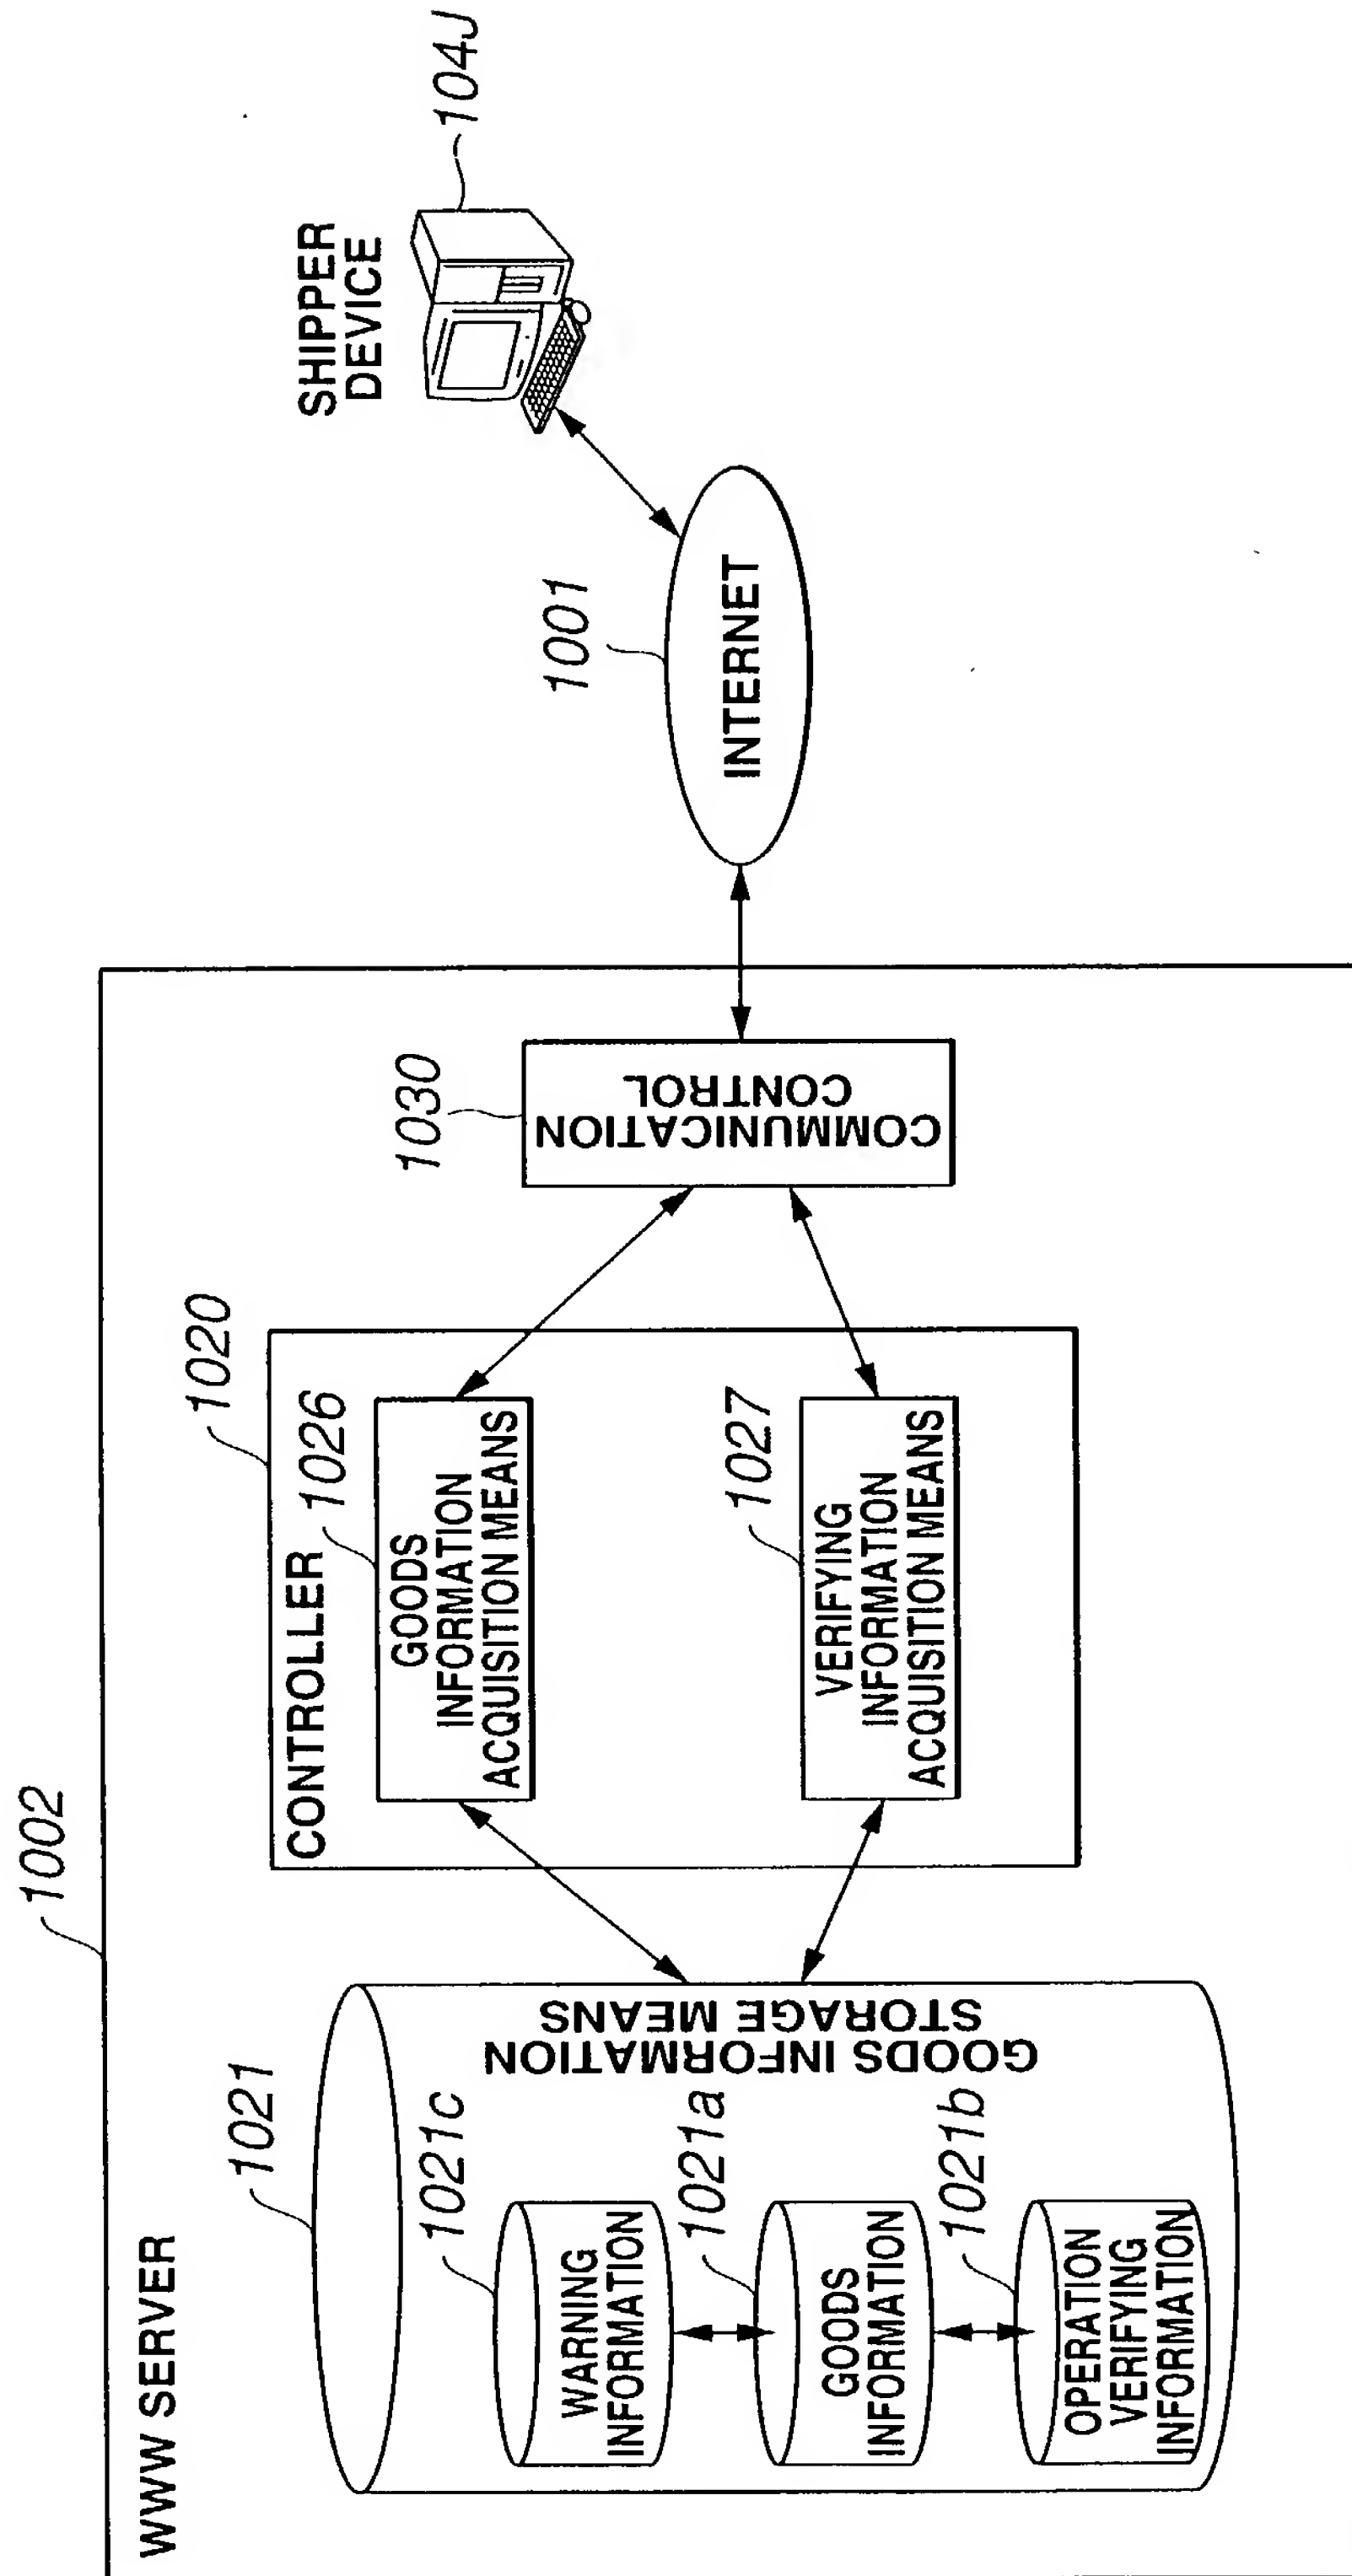 1002
WWW SERVER
1021
GOODS INFORMATION
STORAGE MEANS
1021c
WARNING
INFORMATION
1021a
GOODS
INFORMATION
1021b
OPERATION
VERIFYING
INFORMATION
CONTROLLER
1020
1026
GOODS
INFORMATION
ACQUISITION MEANS
1027
VERIFYING
INFORMATION
ACQUISITION MEANS
1030
COMMUNICATION
CONTROL
1001
INTERNET
SHIPPER
DEVICE
104J